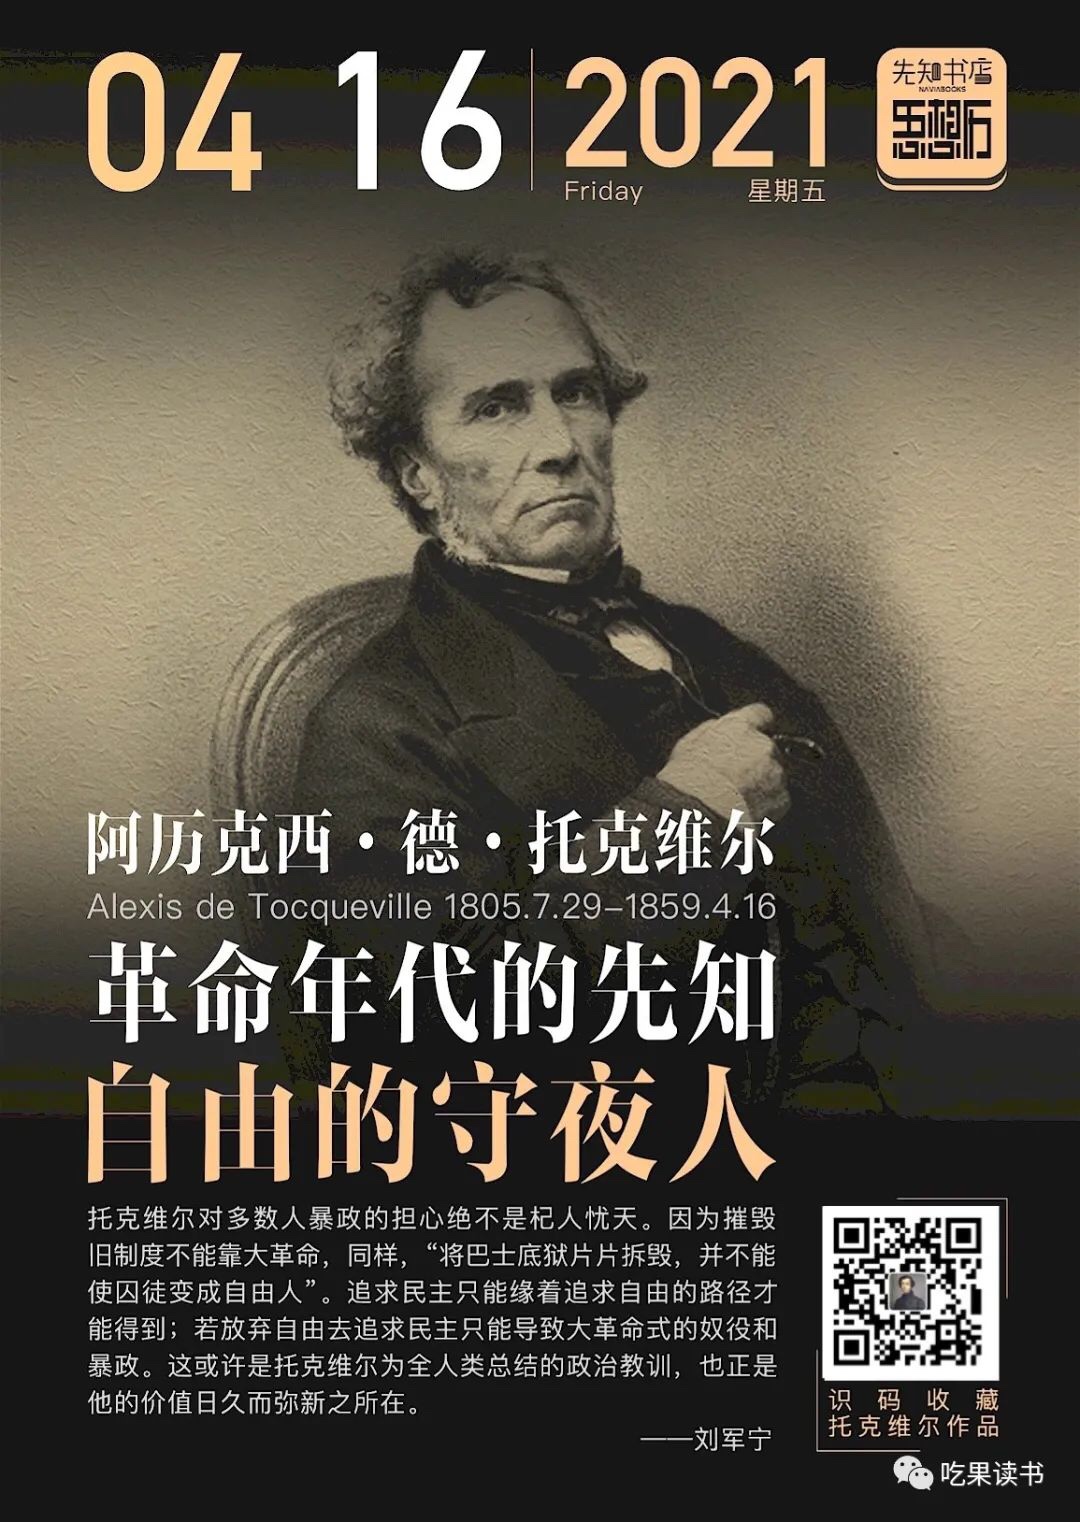 04 16 2021
Friday 星期五
先知书店
NAVIABOOKS
思想历
阿历克西·德·托克维尔
Alexis de Tocqueville 1805.7.29-1859.4.16
革命年代的先知
自由的守夜人
托克维尔对多数人暴政的担心绝不是杞人忧天。因为摧毁
旧制度不能靠大革命，同样，“将巴士底狱片片拆毁，并不能
使囚徒变成自由人”。追求民主只能缘着追求自由的路径才
能得到；若放弃自由去追求民主只能导致大革命式的奴役和
暴政。这或许是托克维尔为全人类总结的政治教训，也正是
他的价值日久而弥新之所在。
——刘军宁
识码收藏
托克维尔作品
吃果读书